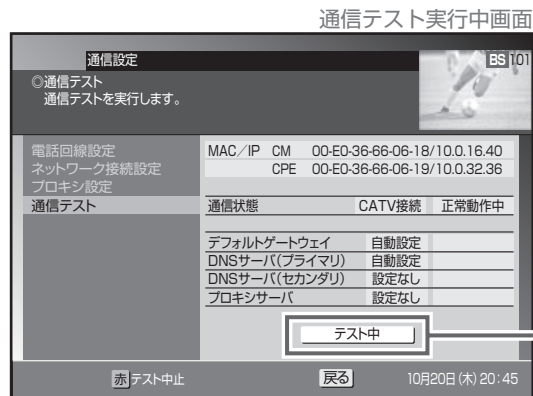 通信テスト実行中画面
通信設定
BS 101
◎通信テスト
通信テストを実行します。
電話回線設定
ネットワーク接続設定
プロキシ設定
通信テスト
MAC/IP CM 00-E0-36-66-06-18/10.0.16.40
CPE 00-E0-36-66-06-19/10.0.32.36
通信状態 CATV接続 正常動作中
デフォルトゲートウェイ 自動設定
DNSサーバ(プライマリ) 自動設定
DNSサーバ(セカンダリ) 設定なし
プロキシサーバ 設定なし
テスト中
赤 テスト中止 戻る 10月20日(木) 20:45